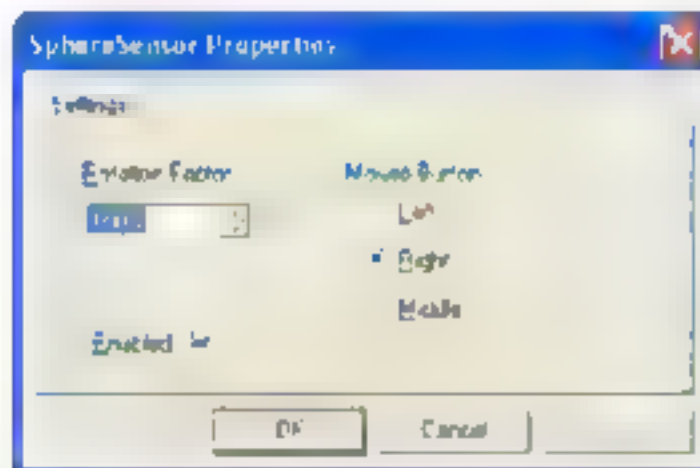 SphereSensor Properties
Settings
Rotation Factor
Mouse Button
Left
Right
Middle
Enabled
OK
Cancel